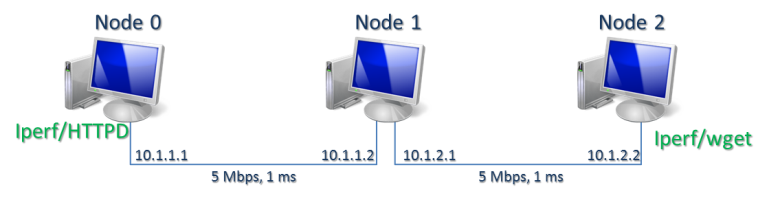 Node 0
Node 1
Node 2
Iperf/HTTPD
Iperf/wget
10.1.1.1
10.1.1.2
10.1.2.1
10.1.2.2
5 Mbps, 1 ms
5 Mbps, 1 ms